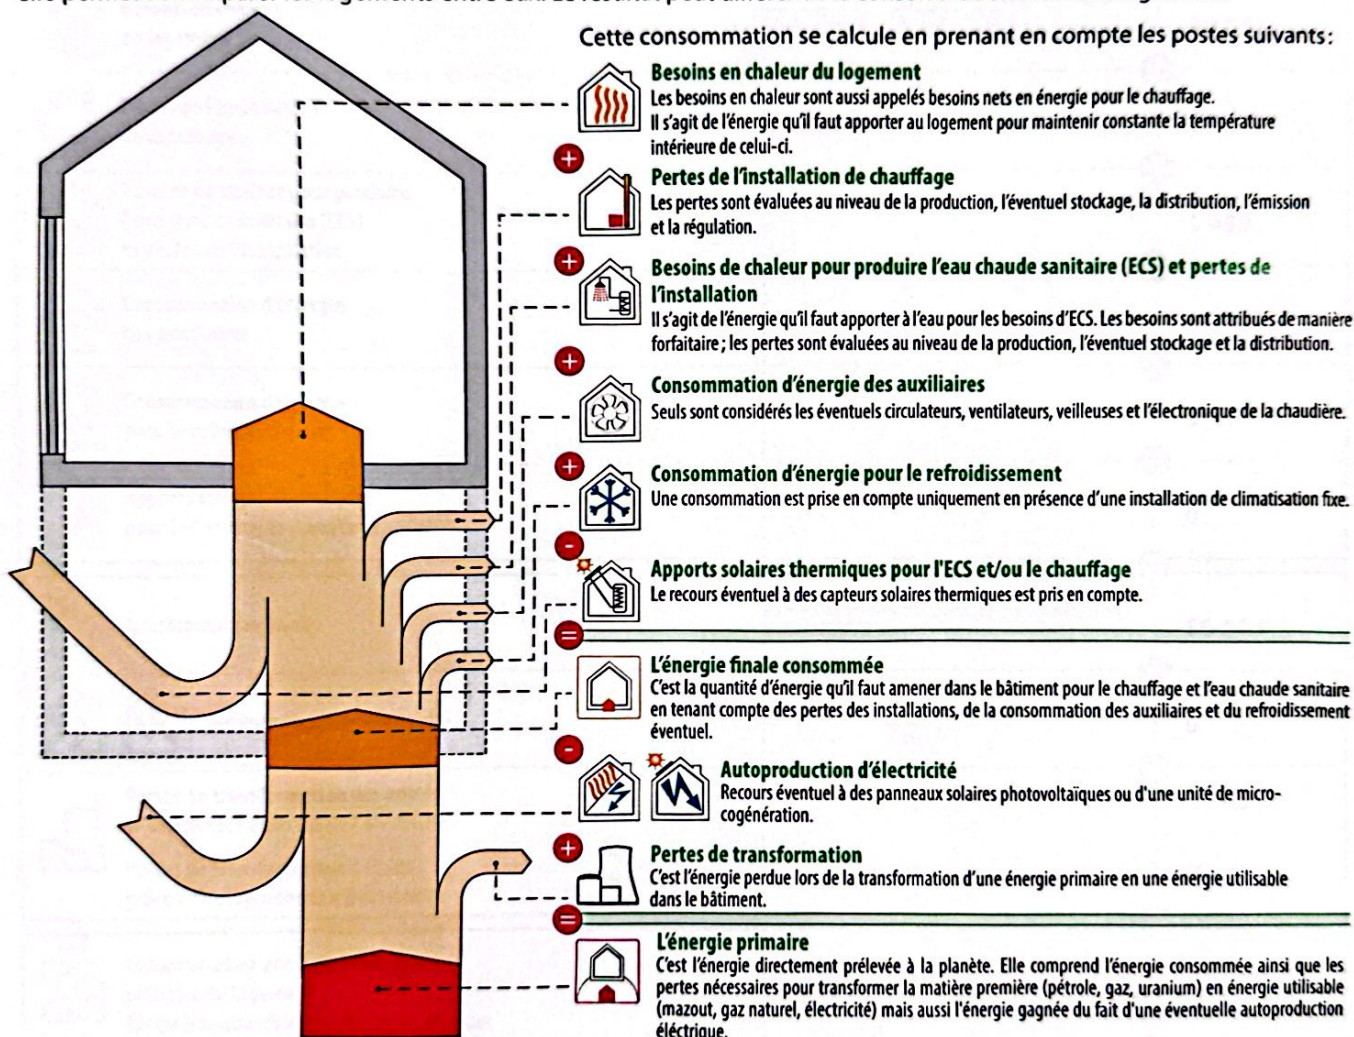 Cette consommation se calcule en prenant en compte les postes suivants :
Besoins en chaleur du logement
Les besoins en chaleur sont aussi appelés besoins nets en énergie pour le chauffage.
Il s'agit de l'énergie qu'il faut apporter au logement pour maintenir constante la température
intérieure de celui-ci.
+
Pertes de l'installation de chauffage
Les pertes sont évaluées au niveau de la production, l'éventuel stockage, la distribution, l'émission
et la régulation.
+
Besoins de chaleur pour produire l'eau chaude sanitaire (ECS) et pertes de
l'installation
Il s'agit de l'énergie qu'il faut apporter à l'eau pour les besoins d'ECS. Les besoins sont attribués de manière
forfaitaire ; les pertes sont évaluées au niveau de la production, l'éventuel stockage et la distribution.
+
Consommation d'énergie des auxiliaires
Seuls sont considérés les éventuels circulateurs, ventilateurs, veilleuses et l'électronique de la chaudière.
+
Consommation d'énergie pour le refroidissement
Une consommation est prise en compte uniquement en présence d'une installation de climatisation fixe.
-
Apports solaires thermiques pour l'ECS et/ou le chauffage
Le recours éventuel à des capteurs solaires thermiques est pris en compte.
=
L'énergie finale consommée
C'est la quantité d'énergie qu'il faut amener dans le bâtiment pour le chauffage et l'eau chaude sanitaire
en tenant compte des pertes des installations, de la consommation des auxiliaires et du refroidissement
éventuel.
-
Autoproduction d'électricité
Recours éventuel à des panneaux solaires photovoltaïques ou d'une unité de micro-
cogénération.
+
Pertes de transformation
C'est l'énergie perdue lors de la transformation d'une énergie primaire en une énergie utilisable
dans le bâtiment.
=
L'énergie primaire
C'est l'énergie directement prélevée à la planète. Elle comprend l'énergie consommée ainsi que les
pertes nécessaires pour transformer la matière première (pétrole, gaz, uranium) en énergie utilisable
(mazout, gaz naturel, électricité) mais aussi l'énergie gagnée du fait d'une éventuelle autoproduction
éléctrique.